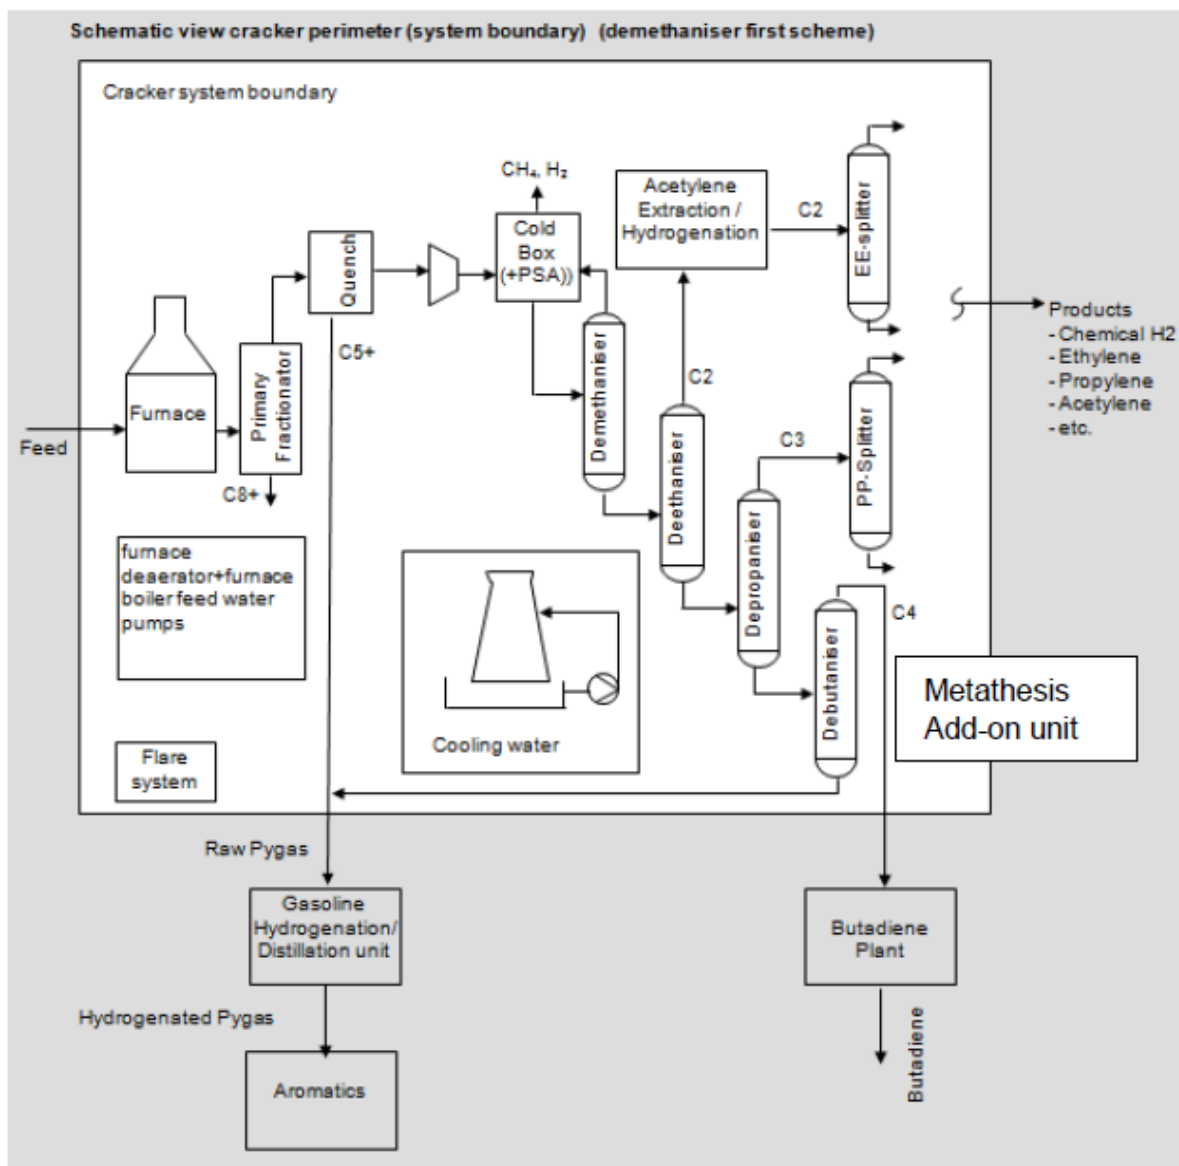 Schematic view cracker perimeter (system boundary) (demethaniser first scheme)
Cracker system boundary
CH₄, H₂
Acetylene
Extraction /
Hydrogenation
C2
EE-splitter
Cold
Box
(+PSA))
Quench
C5+
Furnace
Primary
Fractionator
C8+
Feed
Demethaniser
C2
Deethaniser
C3
PP-Splitter
Products
- Chemical H2
- Ethylene
- Propylene
- Acetylene
- etc.
Depropaniser
C4
Debutaniser
furnace
deaerator+furnace
boiler feed water
pumps
Cooling water
Flare
system
Metathesis
Add-on unit
Raw Pygas
Gasoline
Hydrogenation/
Distillation unit
Butadiene
Plant
Hydrogenated Pygas
Aromatics
Butadiene